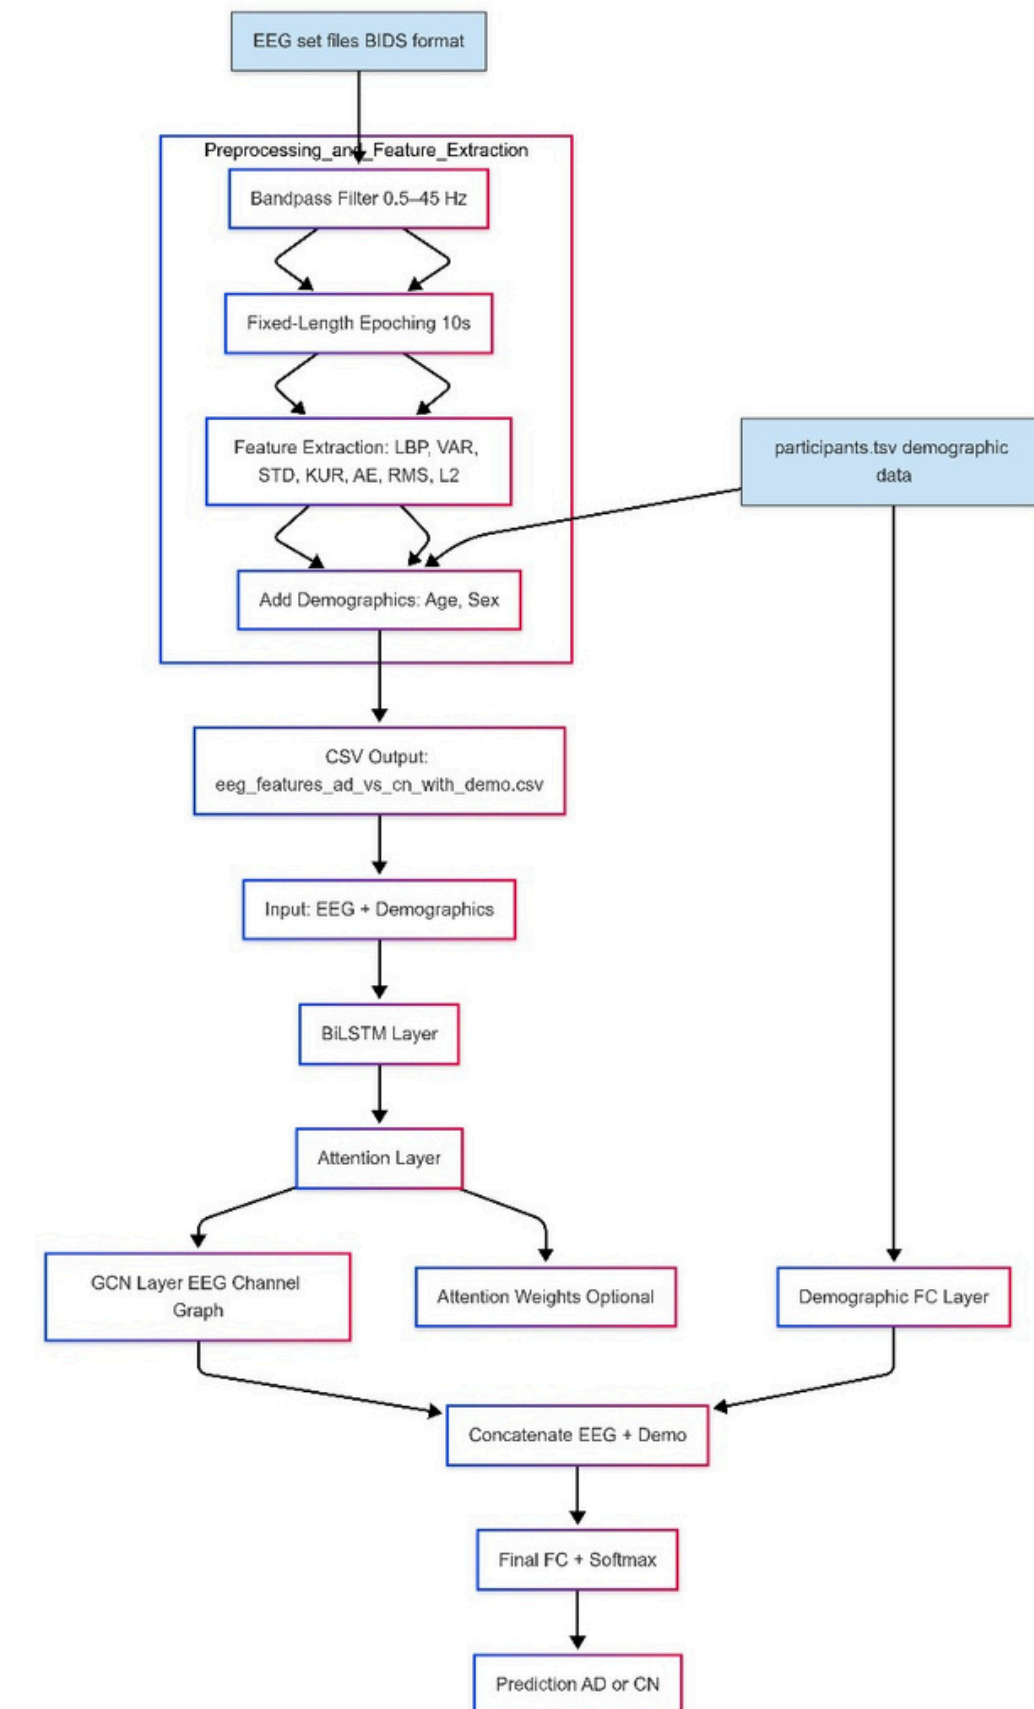 EEG set files BIDS format
Preprocessing_and_Feature_Extraction
Bandpass Filter 0.5–45 Hz
Fixed-Length Epoching 10s
Feature Extraction: LBP, VAR,
STD, KUR, AE, RMS, L2
participants.tsv demographic
data
Add Demographics: Age, Sex
CSV Output:
eeg_features_ad_vs_cn_with_demo.csv
Input: EEG + Demographics
BiLSTM Layer
Attention Layer
GCN Layer EEG Channel
Graph
Attention Weights Optional
Demographic FC Layer
Concatenate EEG + Demo
Final FC + Softmax
Prediction AD or CN